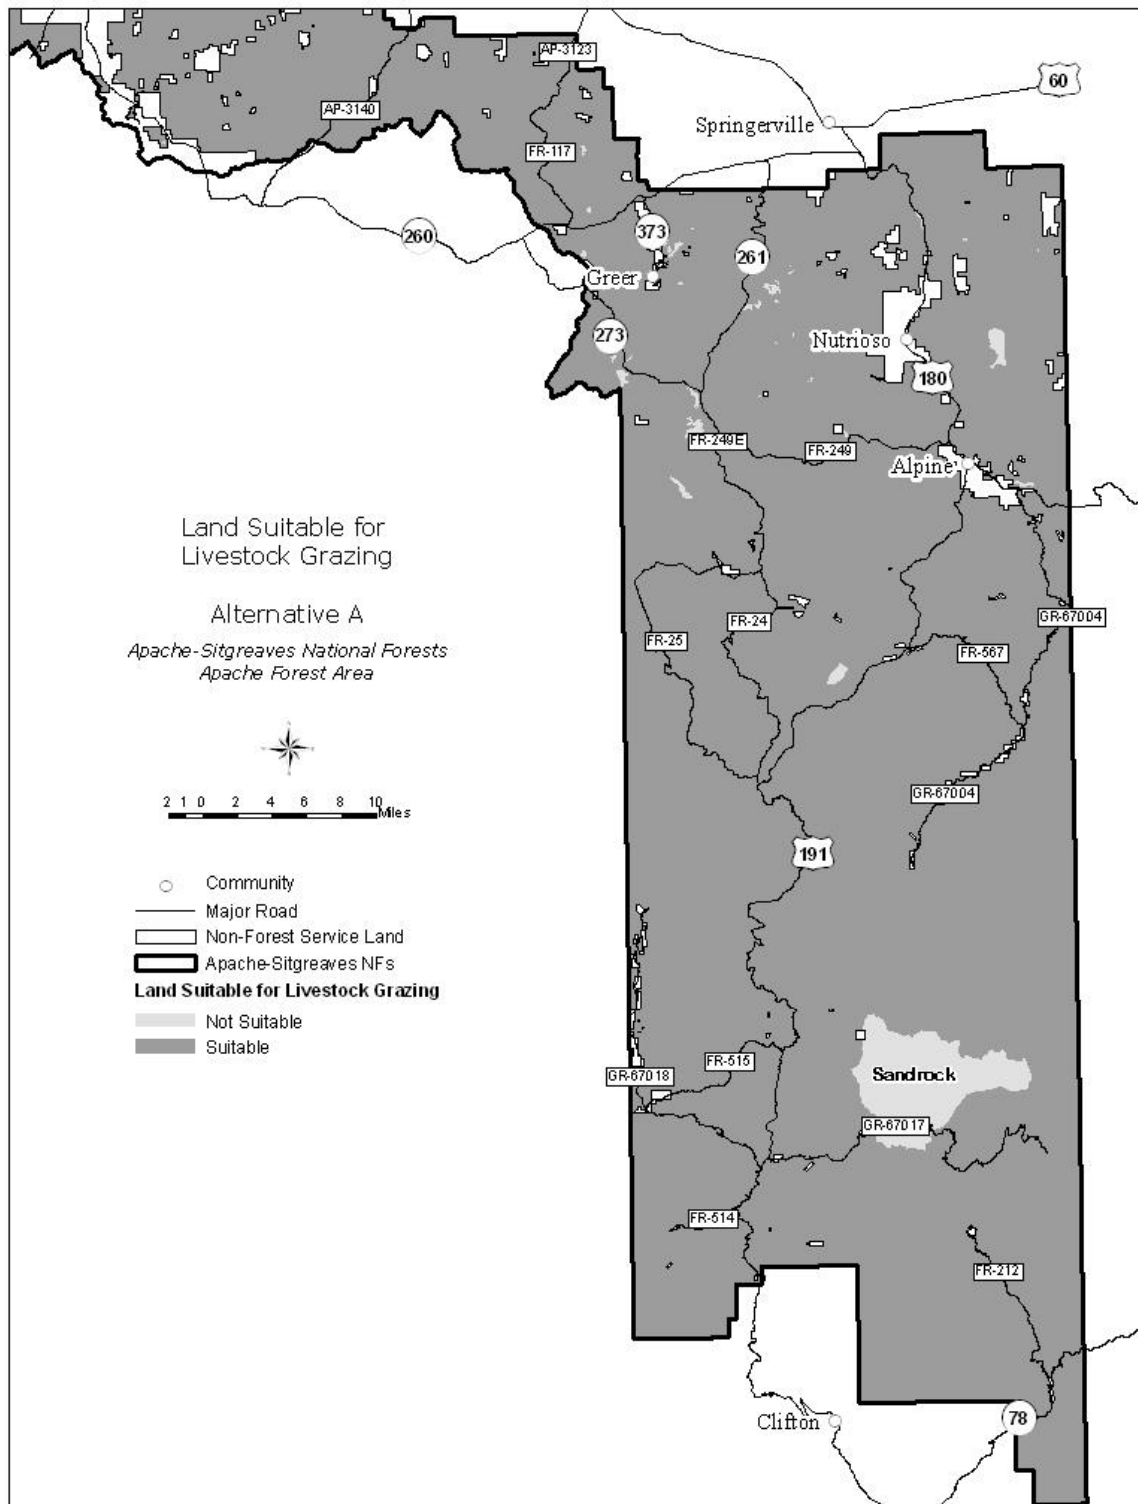 AP-3123
60
AP-3140
Springerville
FR-117
373
260
261
Greer
273
Nutrioso
180
FR-249E
FR-249
Alpine
Land Suitable for
Livestock Grazing
Alternative A
Apache-Sitgreaves National Forests
Apache Forest Area
FR-24
GR-67004
FR-25
FR-567
2 1 0 2 4 6 8 10
Miles
GR-67004
191
Community
Major Road
Non-Forest Service Land
Apache-Sitgreaves NFs
Land Suitable for Livestock Grazing
Not Suitable
Suitable
FR-515
GR-67018
Sandrock
GR-67017
FR-514
FR-212
Clifton
78